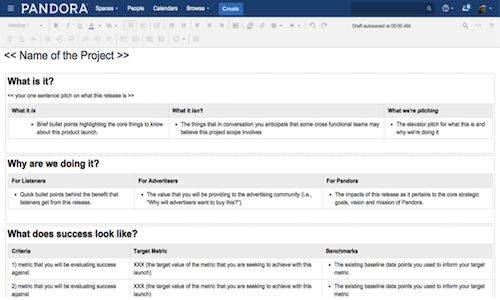 PANDORA Spaces People Calendars Browse Create
Heading 1 B I U A Draft autosaved at 09:50 AM
<< Name of the Project >>
What is it?
<< your one sentence pitch on what this release is >>
What it is What it isn't What we're pitching
Brief bullet points highlighting the core things to know about this product launch.
The things that in conversation you anticipate that some cross functional teams may believe this project scope involves
The elevator pitch for what this is and why we're doing it
Why are we doing it?
For Listeners For Advertisers For Pandora
Quick bullet points behind the benefit that listeners get from this release.
The value that you will be providing to the advertising community (i.e., "Why will advertisers want to buy this?").
The impacts of this release as it pertains to the core strategic goals, vision and mission of Pandora.
What does success look like?
Criteria Target Metric Benchmarks
1) metric that you will be evaluating success against
XXX (the target value of the metric that you are seeking to achieve with this launch)
The existing baseline data points you used to inform your target metric
2) metric that you will be evaluating success against
XXX (the target value of the metric that you are seeking to achieve with this launch)
The existing baseline data points you used to inform your target metric